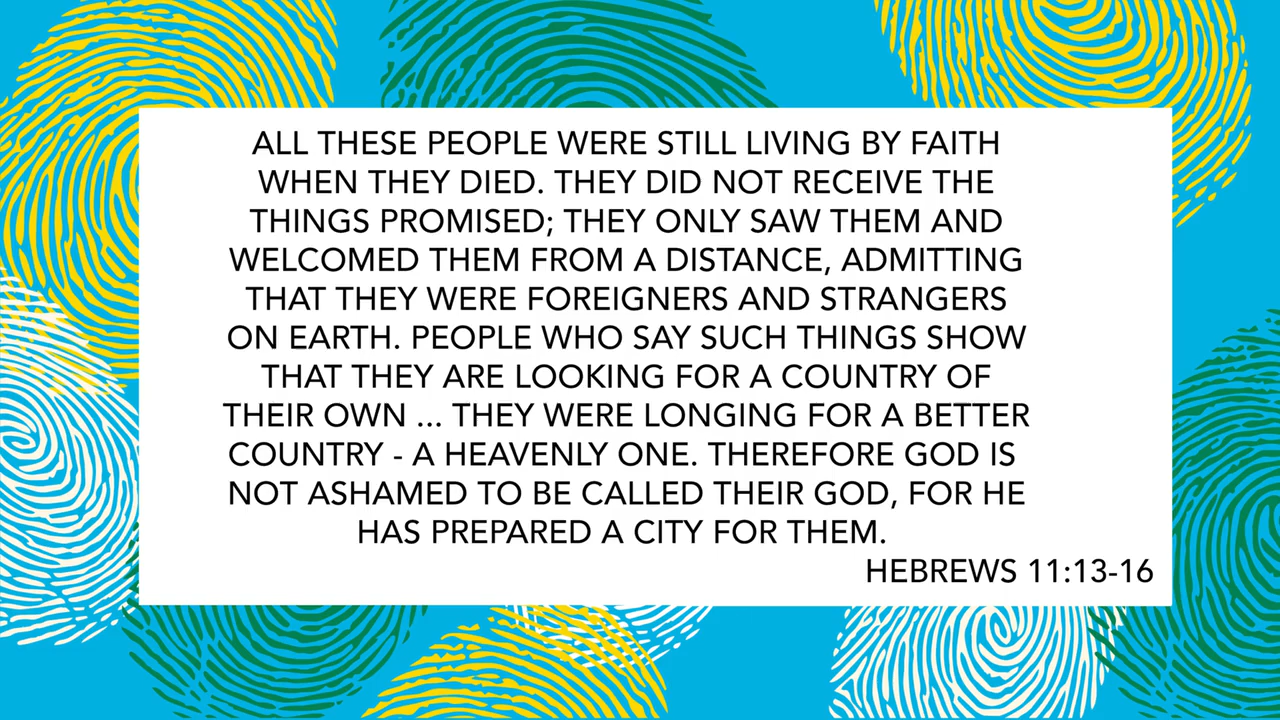 ALL THESE PEOPLE WERE STILL LIVING BY FAITH
WHEN THEY DIED. THEY DID NOT RECEIVE THE
THINGS PROMISED; THEY ONLY SAW THEM AND
WELCOMED THEM FROM A DISTANCE, ADMITTING
THAT THEY WERE FOREIGNERS AND STRANGERS
ON EARTH. PEOPLE WHO SAY SUCH THINGS SHOW
THAT THEY ARE LOOKING FOR A COUNTRY OF
THEIR OWN ... THEY WERE LONGING FOR A BETTER
COUNTRY - A HEAVENLY ONE. THEREFORE GOD IS
NOT ASHAMED TO BE CALLED THEIR GOD, FOR HE
HAS PREPARED A CITY FOR THEM.
HEBREWS 11:13-16